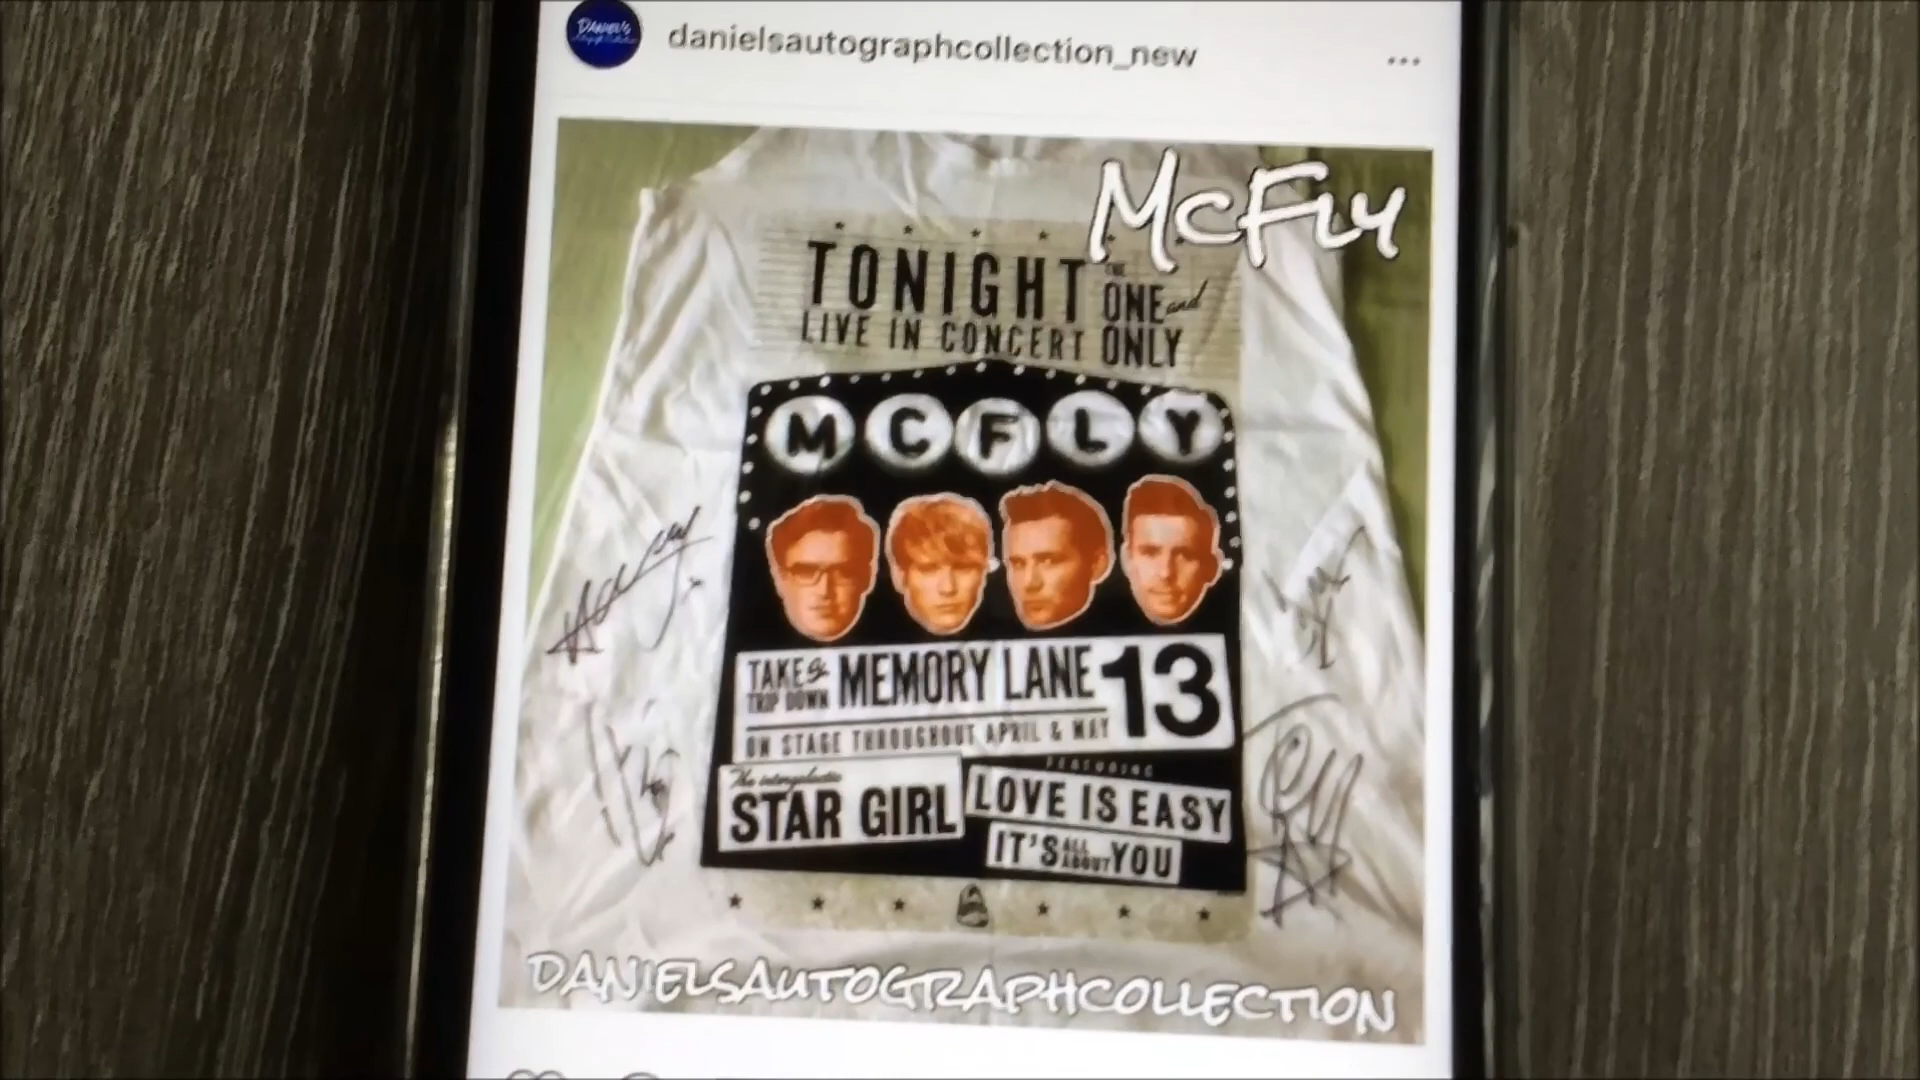 DANIEL'S
danielsautographcollection_new
McFLY
TONIGHT THE ONE and ONLY
LIVE IN CONCERT
MCFLY
TAKE A TRIP DOWN MEMORY LANE 13
ON STAGE THROUGHOUT APRIL & MAY
The intergalactic
STAR GIRL
FEATURING
LOVE IS EASY
IT'S ALL ABOUT YOU
DANIELSAUTOGRAPHCOLLECTION